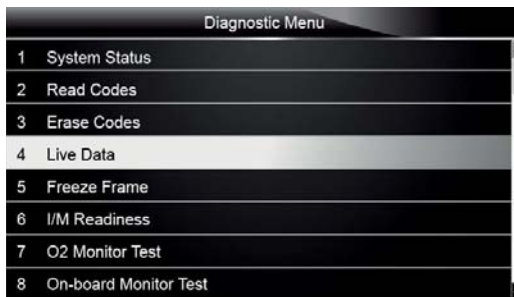 Diagnostic Menu
1 System Status
2 Read Codes
3 Erase Codes
4 Live Data
5 Freeze Frame
6 I/M Readiness
7 O2 Monitor Test
8 On-board Monitor Test